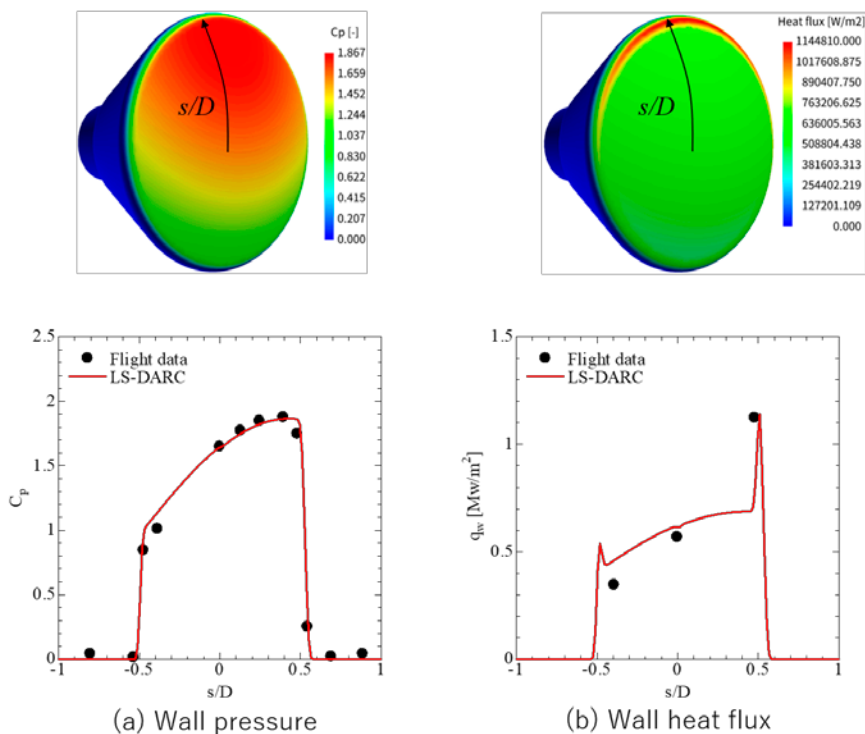 Cp [-]
1.867
1.659
1.452
1.244
1.037
0.830
0.622
0.415
0.207
0.000
s/D
Heat flux [W/m2]
1144810.000
1017608.875
890407.750
763206.625
636005.563
508804.438
381603.313
254402.219
127201.109
0.000
s/D
2.5
2
1.5
1
0.5
0
Cp
Flight data
LS-DARC
-1 -0.5 0 0.5 1
s/D
(a) Wall pressure
1.5
1
0.5
0
qw [Mw/m²]
Flight data
LS-DARC
-1 -0.5 0 0.5 1
s/D
(b) Wall heat flux